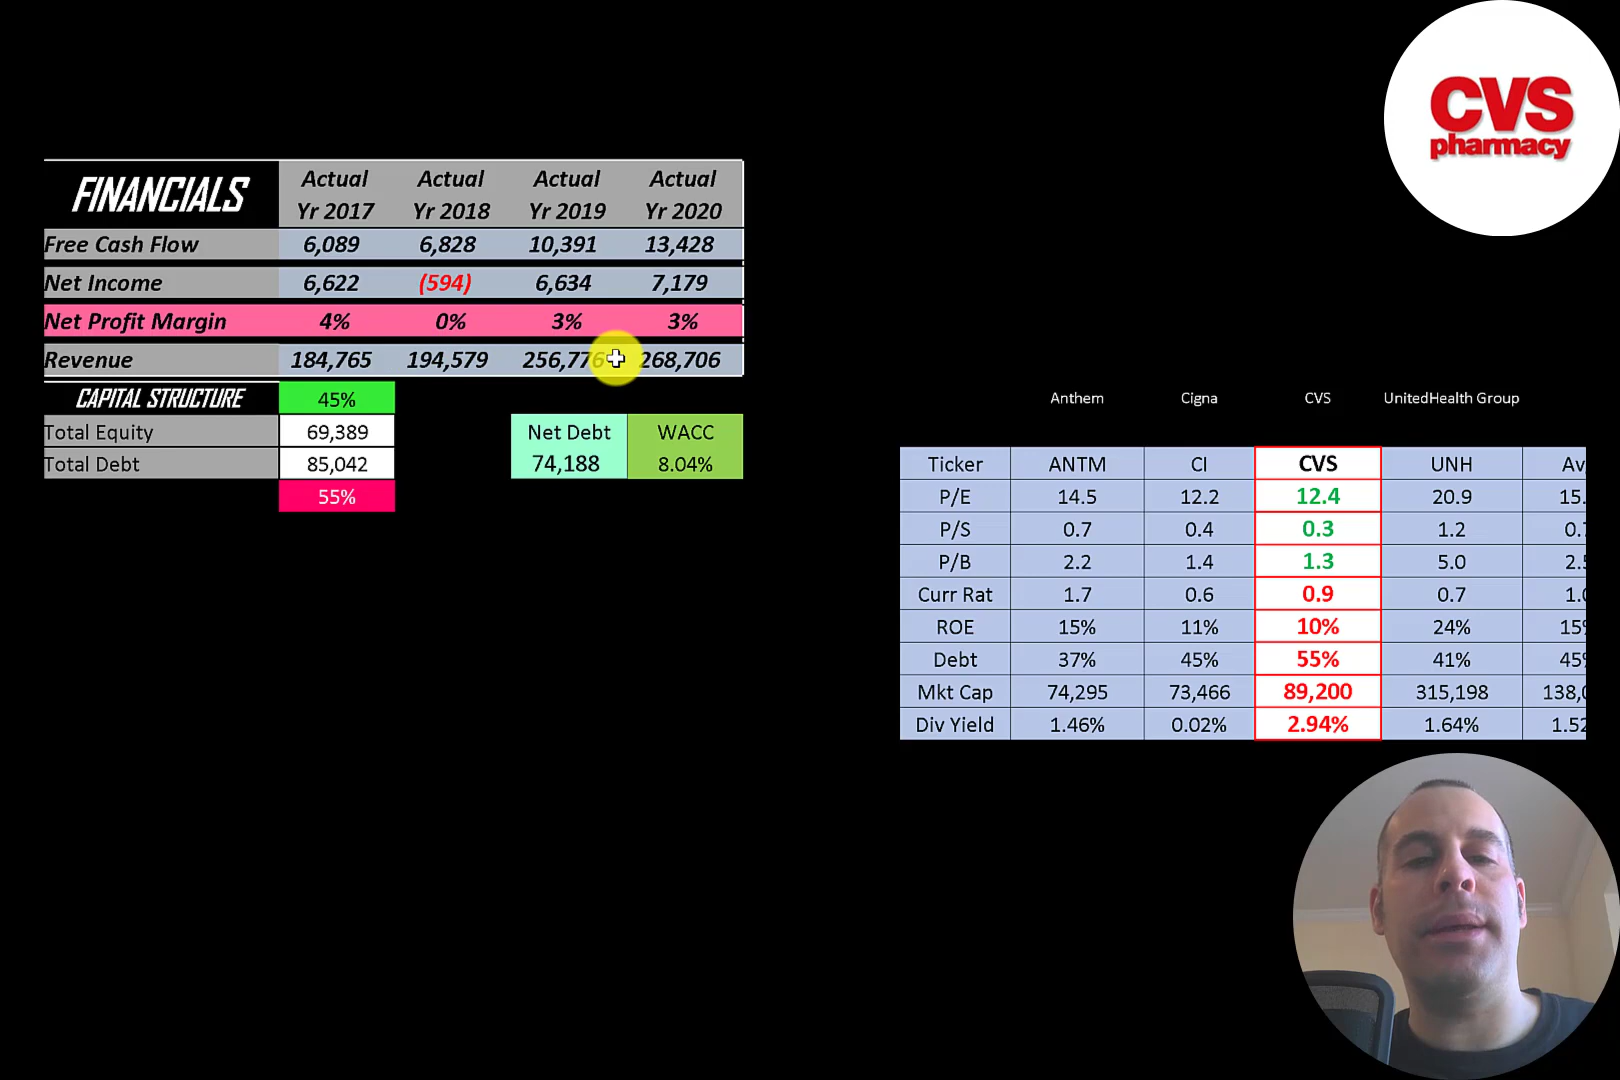 CVS
pharmacy
FINANCIALS Actual Yr 2017 Actual Yr 2018 Actual Yr 2019 Actual Yr 2020
Free Cash Flow 6,089 6,828 10,391 13,428
Net Income 6,622 (594) 6,634 7,179
Net Profit Margin 4% 0% 3% 3%
Revenue 184,765 194,579 256,776 268,706
CAPITAL STRUCTURE 45%
Total Equity 69,389 Net Debt WACC
Total Debt 85,042 74,188 8.04%
55%
Anthem Cigna CVS UnitedHealth Group
Ticker ANTM CI CVS UNH
P/E 14.5 12.2 12.4 20.9
P/S 0.7 0.4 0.3 1.2
P/B 2.2 1.4 1.3 5.0
Curr Rat 1.7 0.6 0.9 0.7
ROE 15% 11% 10% 24% 15%
Debt 37% 45% 55% 41% 45%
Mkt Cap 74,295 73,466 89,200 315,198
Div Yield 1.46% 0.02% 2.94% 1.64% 1.52